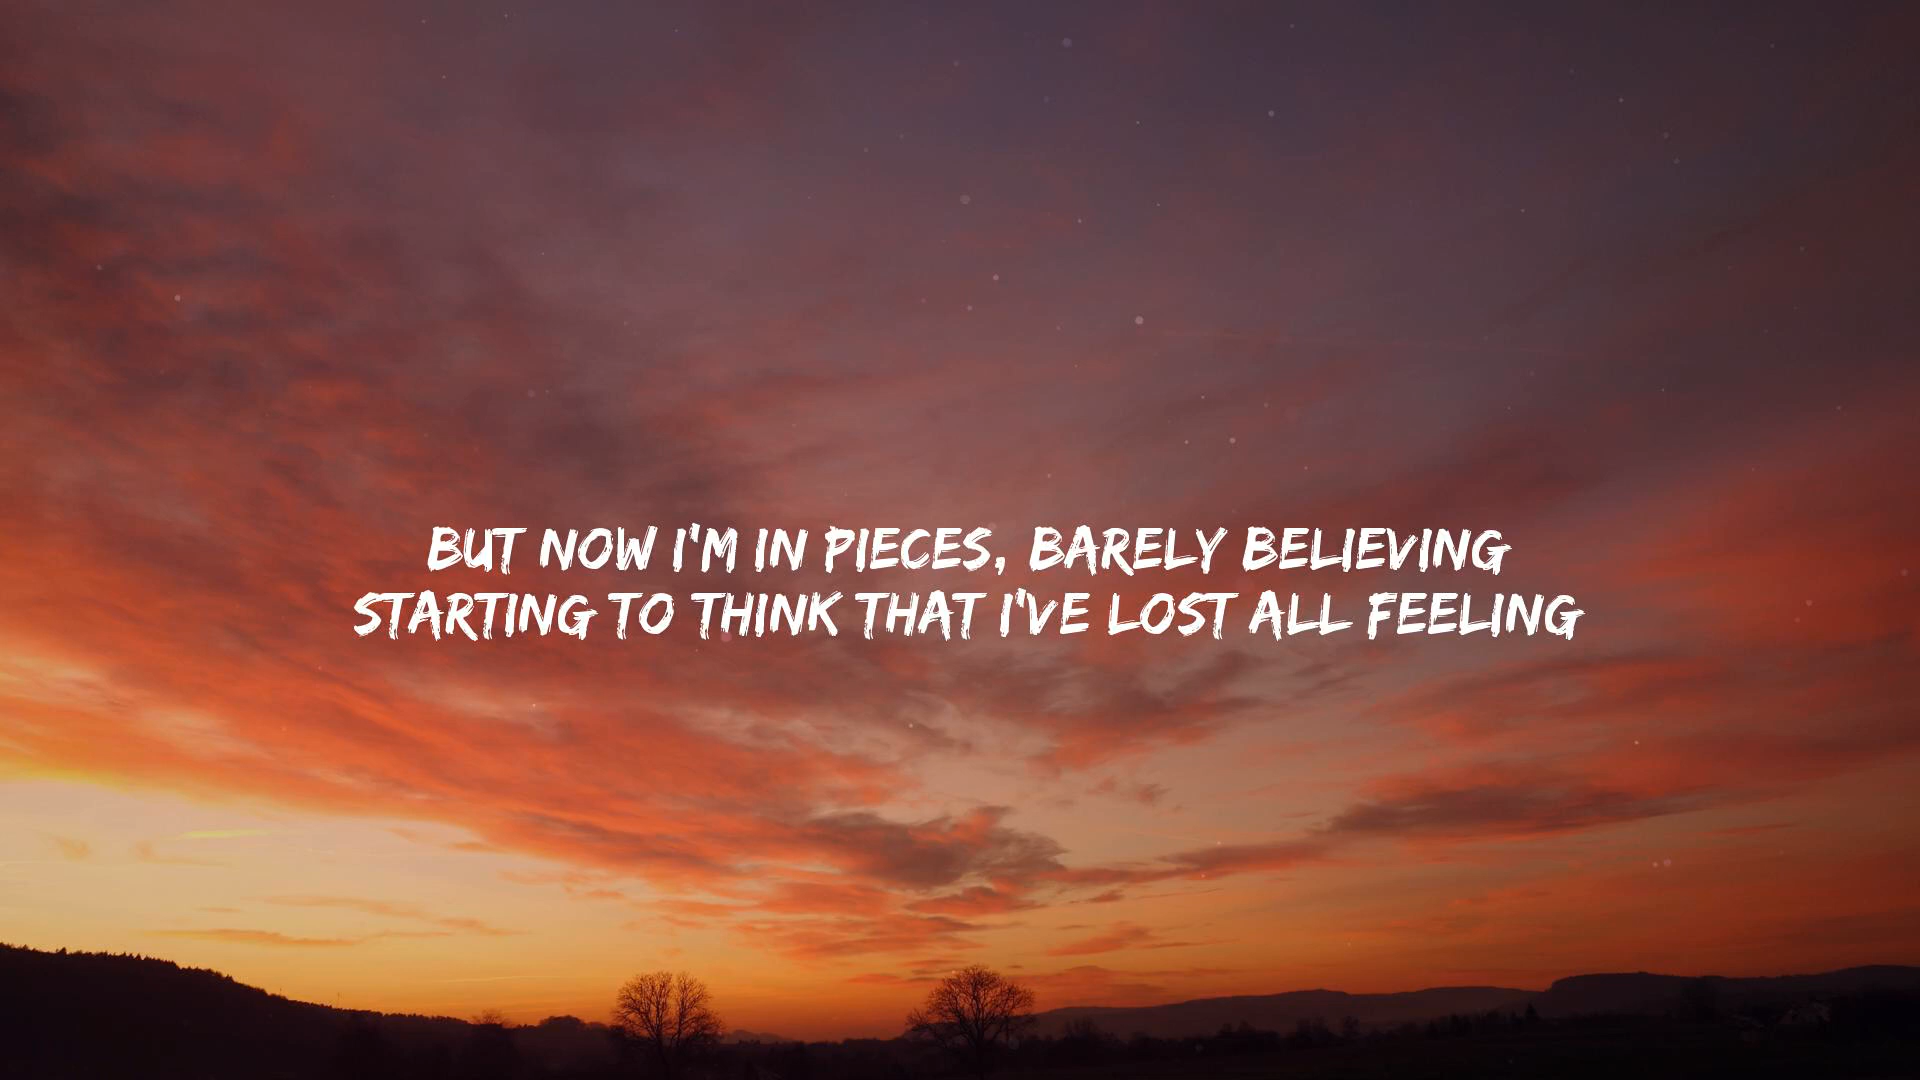 BUT NOW I'M IN PIECES, BARELY BELIEVING
STARTING TO THINK THAT I'VE LOST ALL FEELING